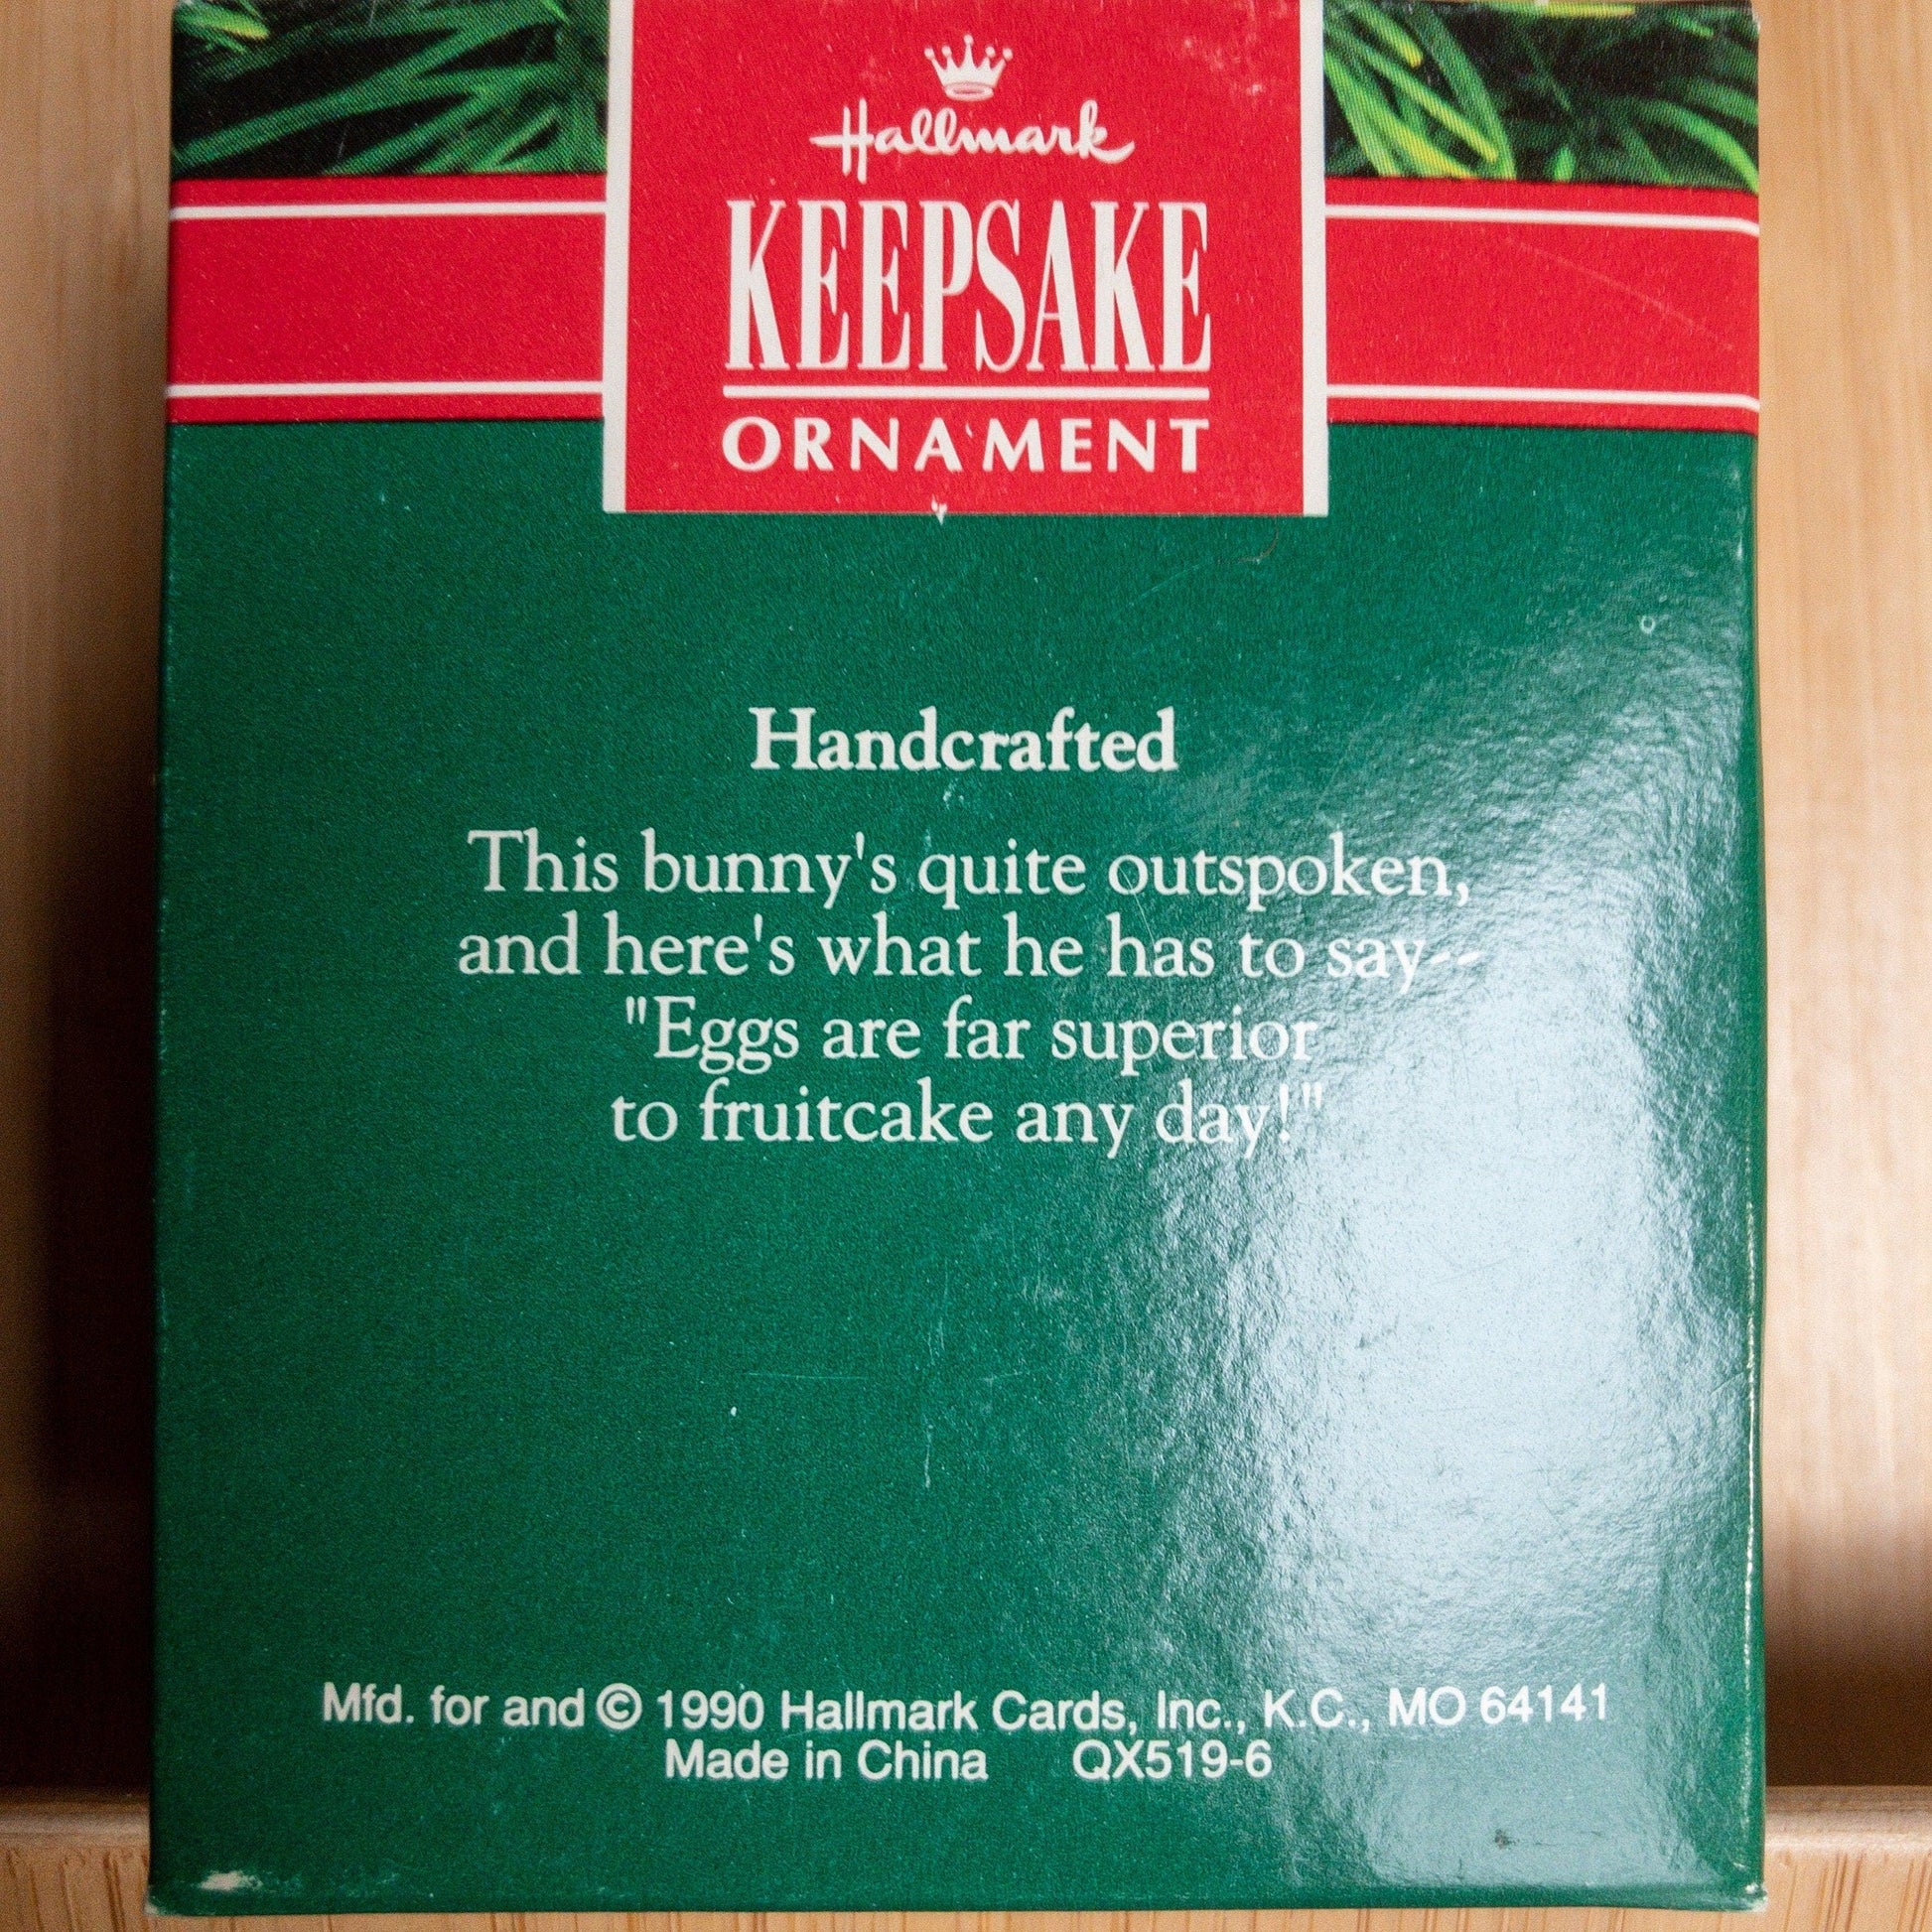 Hallmark
KEEPSAKE
ORNAMENT
Handcrafted
This bunny's quite outspoken,
and here's what he has to say--
"Eggs are far superior
to fruitcake any day!"
Mfd. for and © 1990 Hallmark Cards, Inc., K.C., MO 64141
Made in China QX519-6